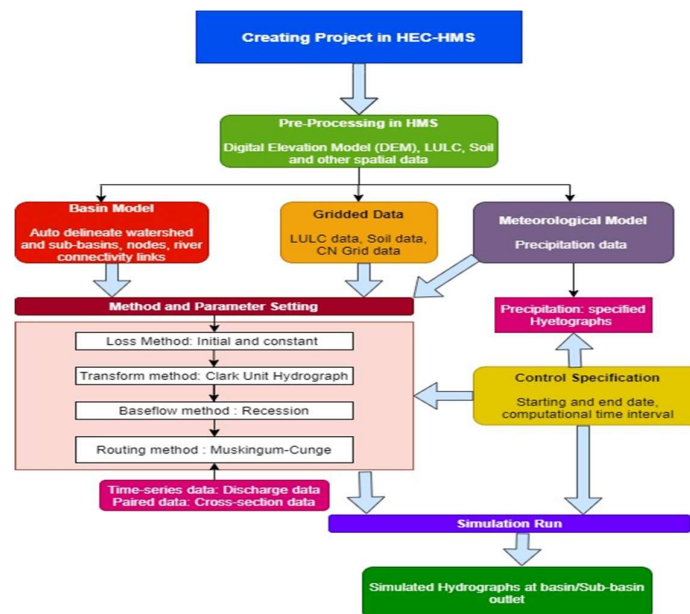 Creating Project in HEC-HMS
Pre-Processing in HMS
Digital Elevation Model (DEM), LULC, Soil
and other spatial data
Basin Model
Auto delineate watershed
and sub-basins, nodes, river
connectivity links
Gridded Data
LULC data, Soil data,
CN Grid data
Meteorological Model
Precipitation data
Method and Parameter Setting
Precipitation: specified
Hyetographs
Loss Method: Initial and constant
Transform method: Clark Unit Hydrograph
Baseflow method : Recession
Routing method : Muskingum-Cunge
Control Specification
Starting and end date,
computational time interval
Time-series data: Discharge data
Paired data: Cross-section data
Simulation Run
Simulated Hydrographs at basin/Sub-basin
outlet